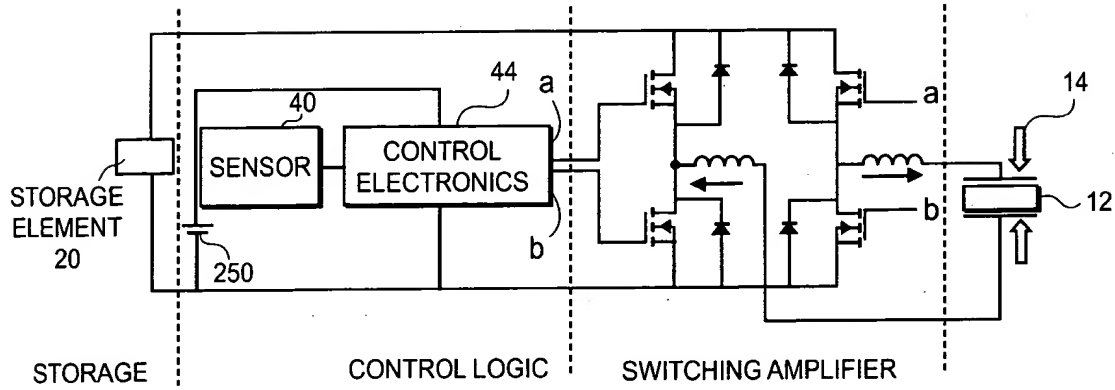 44
a
40
SENSOR
CONTROL
ELECTRONICS
b
STORAGE
ELEMENT
20
250
a
b
14
12
STORAGE
CONTROL LOGIC
SWITCHING AMPLIFIER